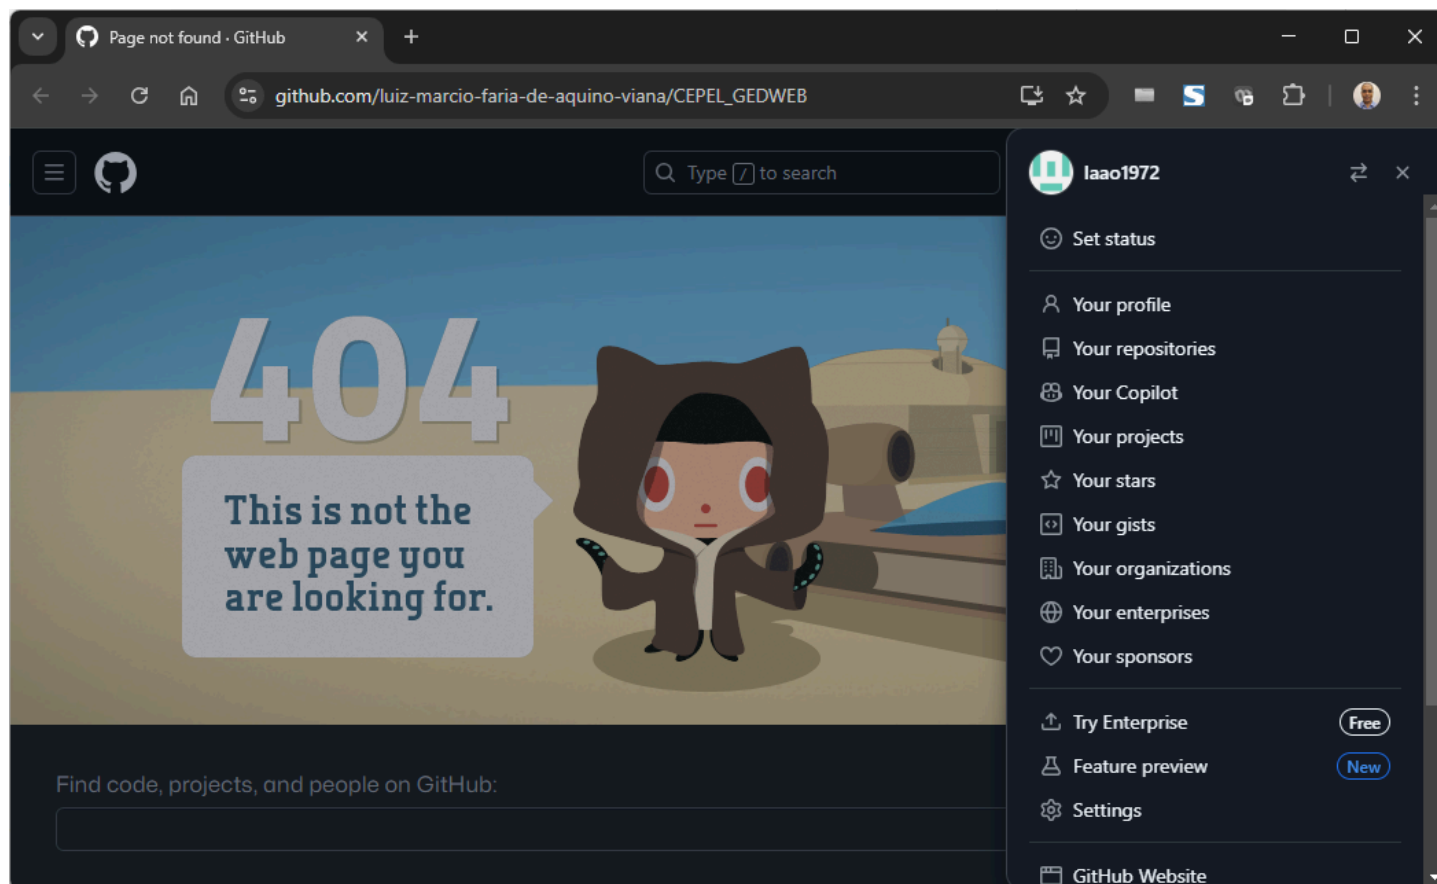 Page not found · GitHub
github.com/luiz-marcio-faria-de-aquino-viana/CEPEL_GEDWEB
Type / to search
laao1972
Set status
Your profile
Your repositories
Your Copilot
Your projects
Your stars
Your gists
Your organizations
Your enterprises
Your sponsors
Try Enterprise Free
Feature preview New
Settings
GitHub Website
404
This is not the
web page you
are looking for.
Find code, projects, and people on GitHub: